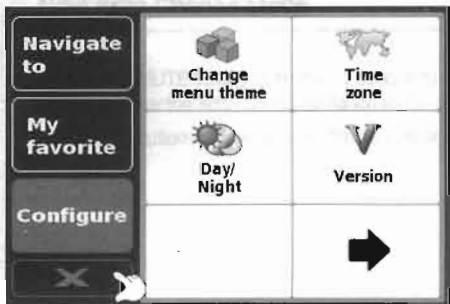 Navigate
to
My
favorite
Configure
Change
menu theme
Time
zone
Day/
Night
Version